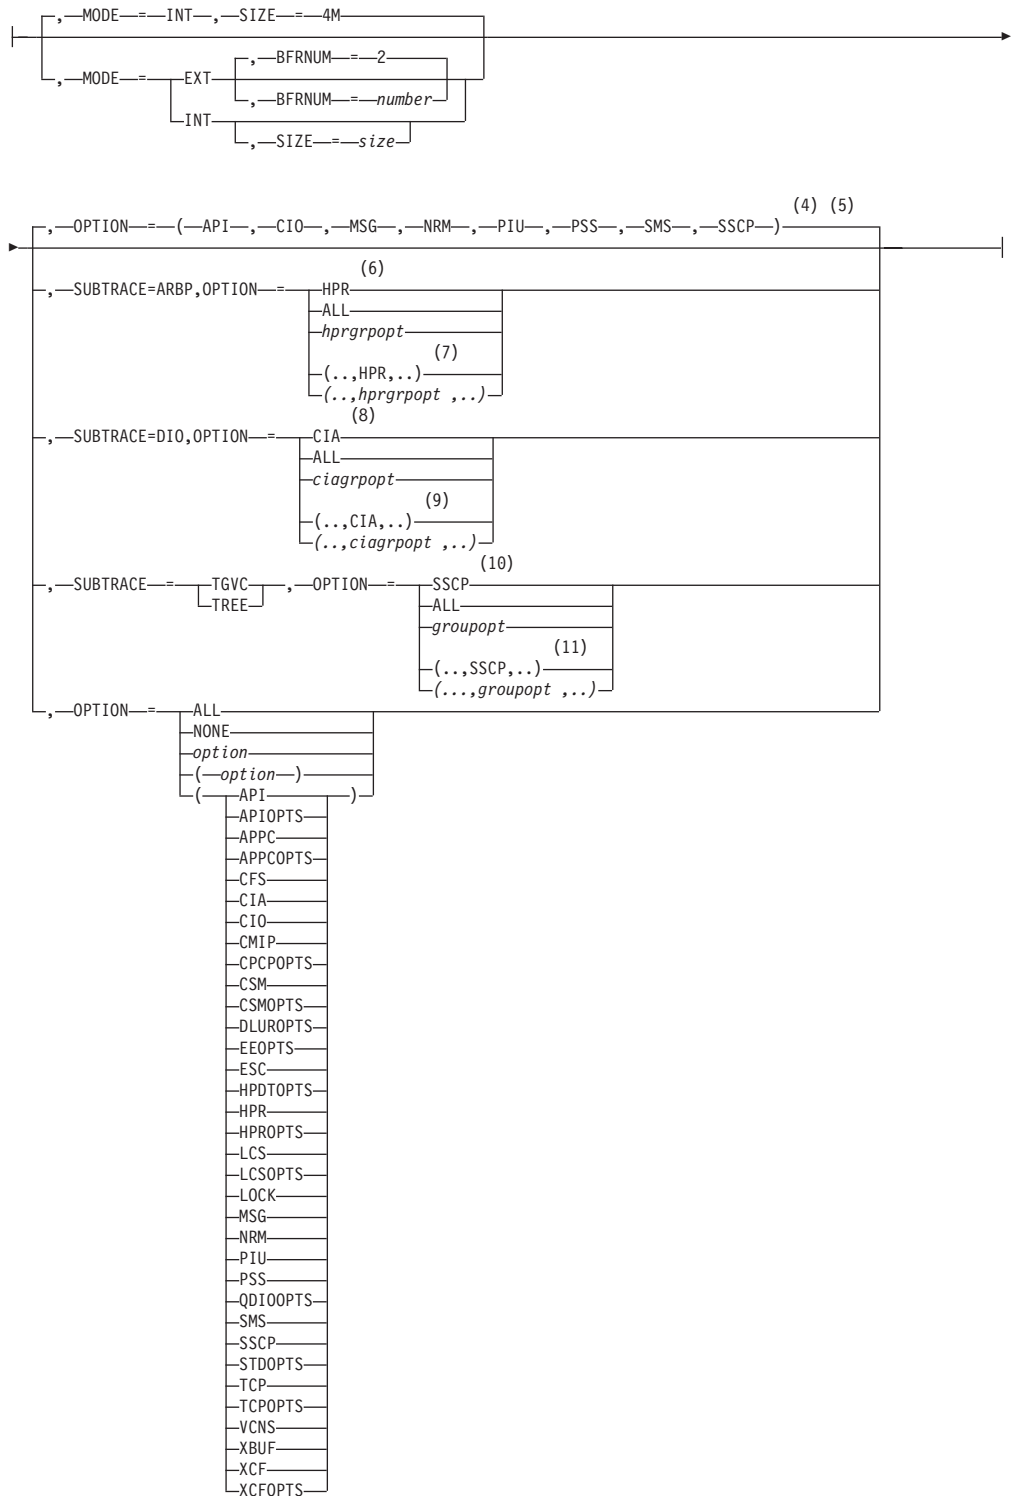 , MODE = INT , SIZE = 4M
, BFRNUM = 2
, MODE = EXT
, BFRNUM = number
INT
, SIZE = size
(4) (5)
, OPTION = ( API , CIO , MSG , NRM , PIU , PSS , SMS , SSCP )
(6)
, SUBTRACE=ARBP,OPTION = HPR
ALL
hprgrpopt
(7)
(..,HPR,..)
(..,hprgrpopt ,..)
(8)
, SUBTRACE=DIO,OPTION = CIA
ALL
ciagrpopt
(9)
(..,CIA,..)
(..,ciagrpopt ,..)
(10)
, SUBTRACE = TGVC , OPTION = SSCP
TREE ALL
groupopt
(11)
(..,SSCP,..)
(...,groupopt ,..)
, OPTION = ALL
NONE
option
( option )
( API )
APIOPTS
APPC
APPCOPTS
CFS
CIA
CIO
CMIP
CPCPOPTS
CSM
CSMOPTS
DLUROPTS
EEOPTS
ESC
HPDTOPTS
HPR
HPROPTS
LCS
LCSOPTS
LOCK
MSG
NRM
PIU
PSS
QDIOOPTS
SMS
SSCP
STDOPTS
TCP
TCPOPTS
VCNS
XBUF
XCF
XCFOPTS